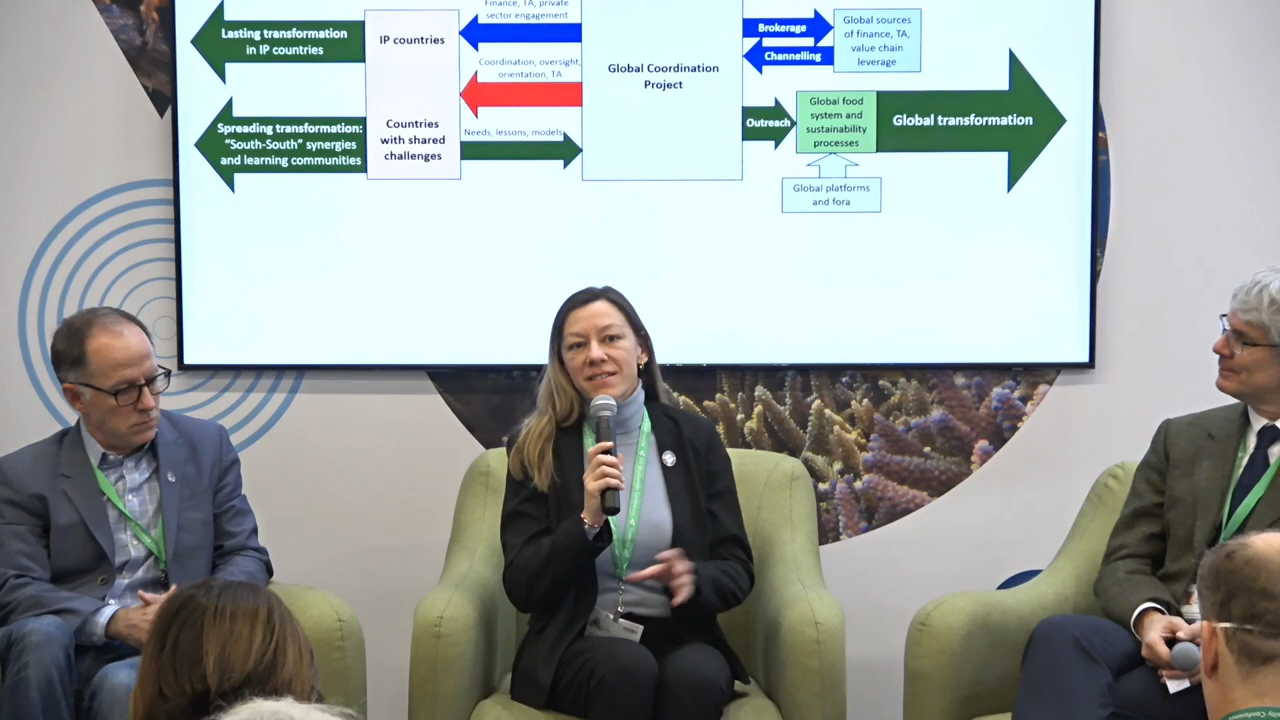 Finance, TA, private
sector engagement
Lasting transformation
in IP countries
IP countries
Coordination, oversight,
orientation, TA
Global Coordination
Project
Brokerage
Channelling
Global sources
of finance, TA,
value chain
leverage
Spreading transformation:
“South-South” synergies
and learning communities
Countries
with shared
challenges
Needs, lessons, models
Outreach
Global food
system and
sustainability
processes
Global transformation
Global platforms
and fora